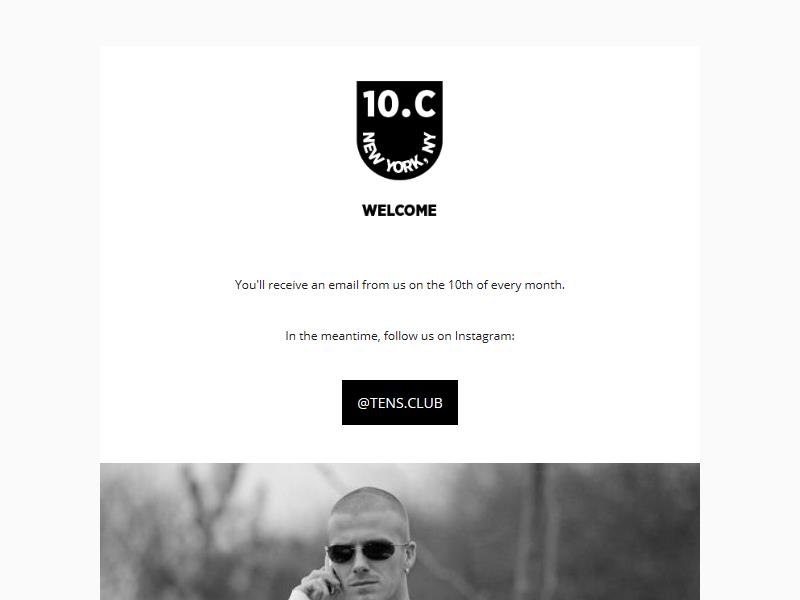 10.C
NEW YORK, NY
WELCOME
You'll receive an email from us on the 10th of every month.
In the meantime, follow us on Instagram:
@TENS.CLUB